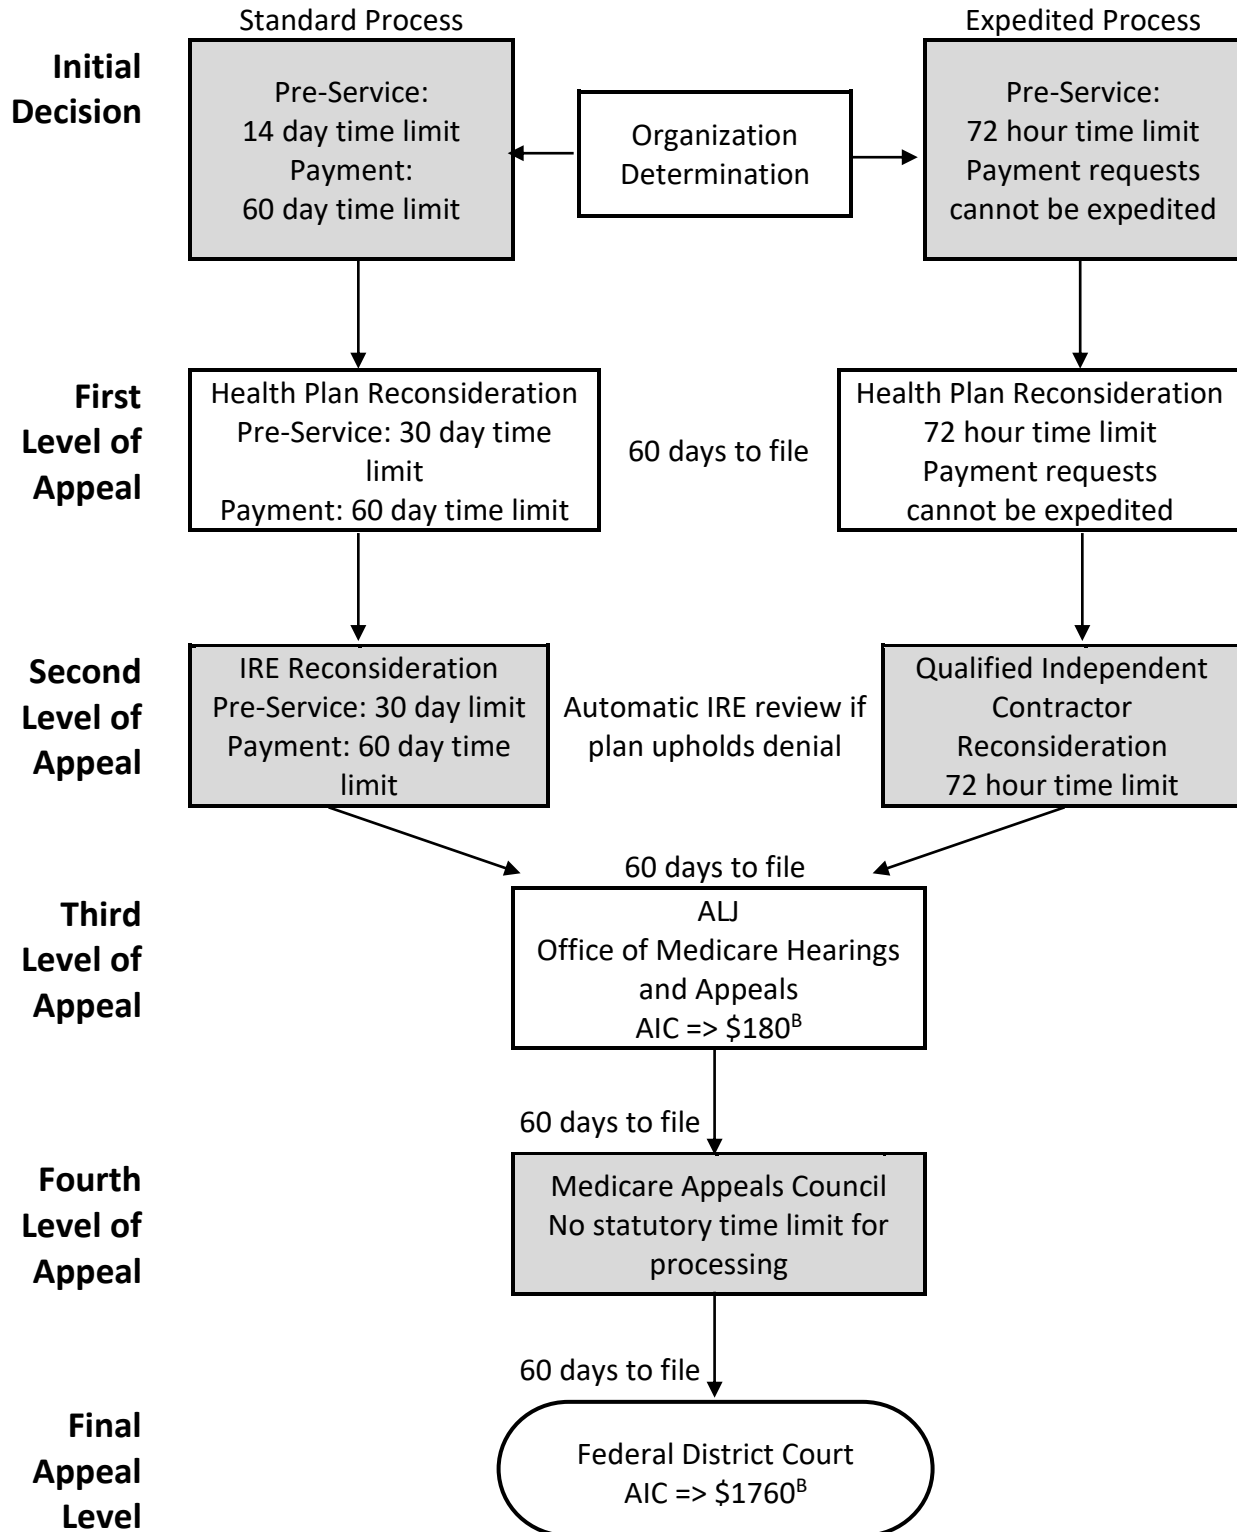 Standard Process
Expedited Process
Initial
Decision
Pre-Service:
14 day time limit
Payment:
60 day time limit
Organization
Determination
Pre-Service:
72 hour time limit
Payment requests
cannot be expedited
First
Level of
Appeal
Health Plan Reconsideration
Pre-Service: 30 day time
limit
Payment: 60 day time limit
60 days to file
Health Plan Reconsideration
72 hour time limit
Payment requests
cannot be expedited
Second
Level of
Appeal
IRE Reconsideration
Pre-Service: 30 day limit
Payment: 60 day time
limit
Automatic IRE review if
plan upholds denial
Qualified Independent
Contractor
Reconsideration
72 hour time limit
60 days to file
Third
Level of
Appeal
ALJ
Office of Medicare Hearings
and Appeals
AIC => $180B
60 days to file
Fourth
Level of
Appeal
Medicare Appeals Council
No statutory time limit for
processing
60 days to file
Final
Appeal
Level
Federal District Court
AIC => $1760B